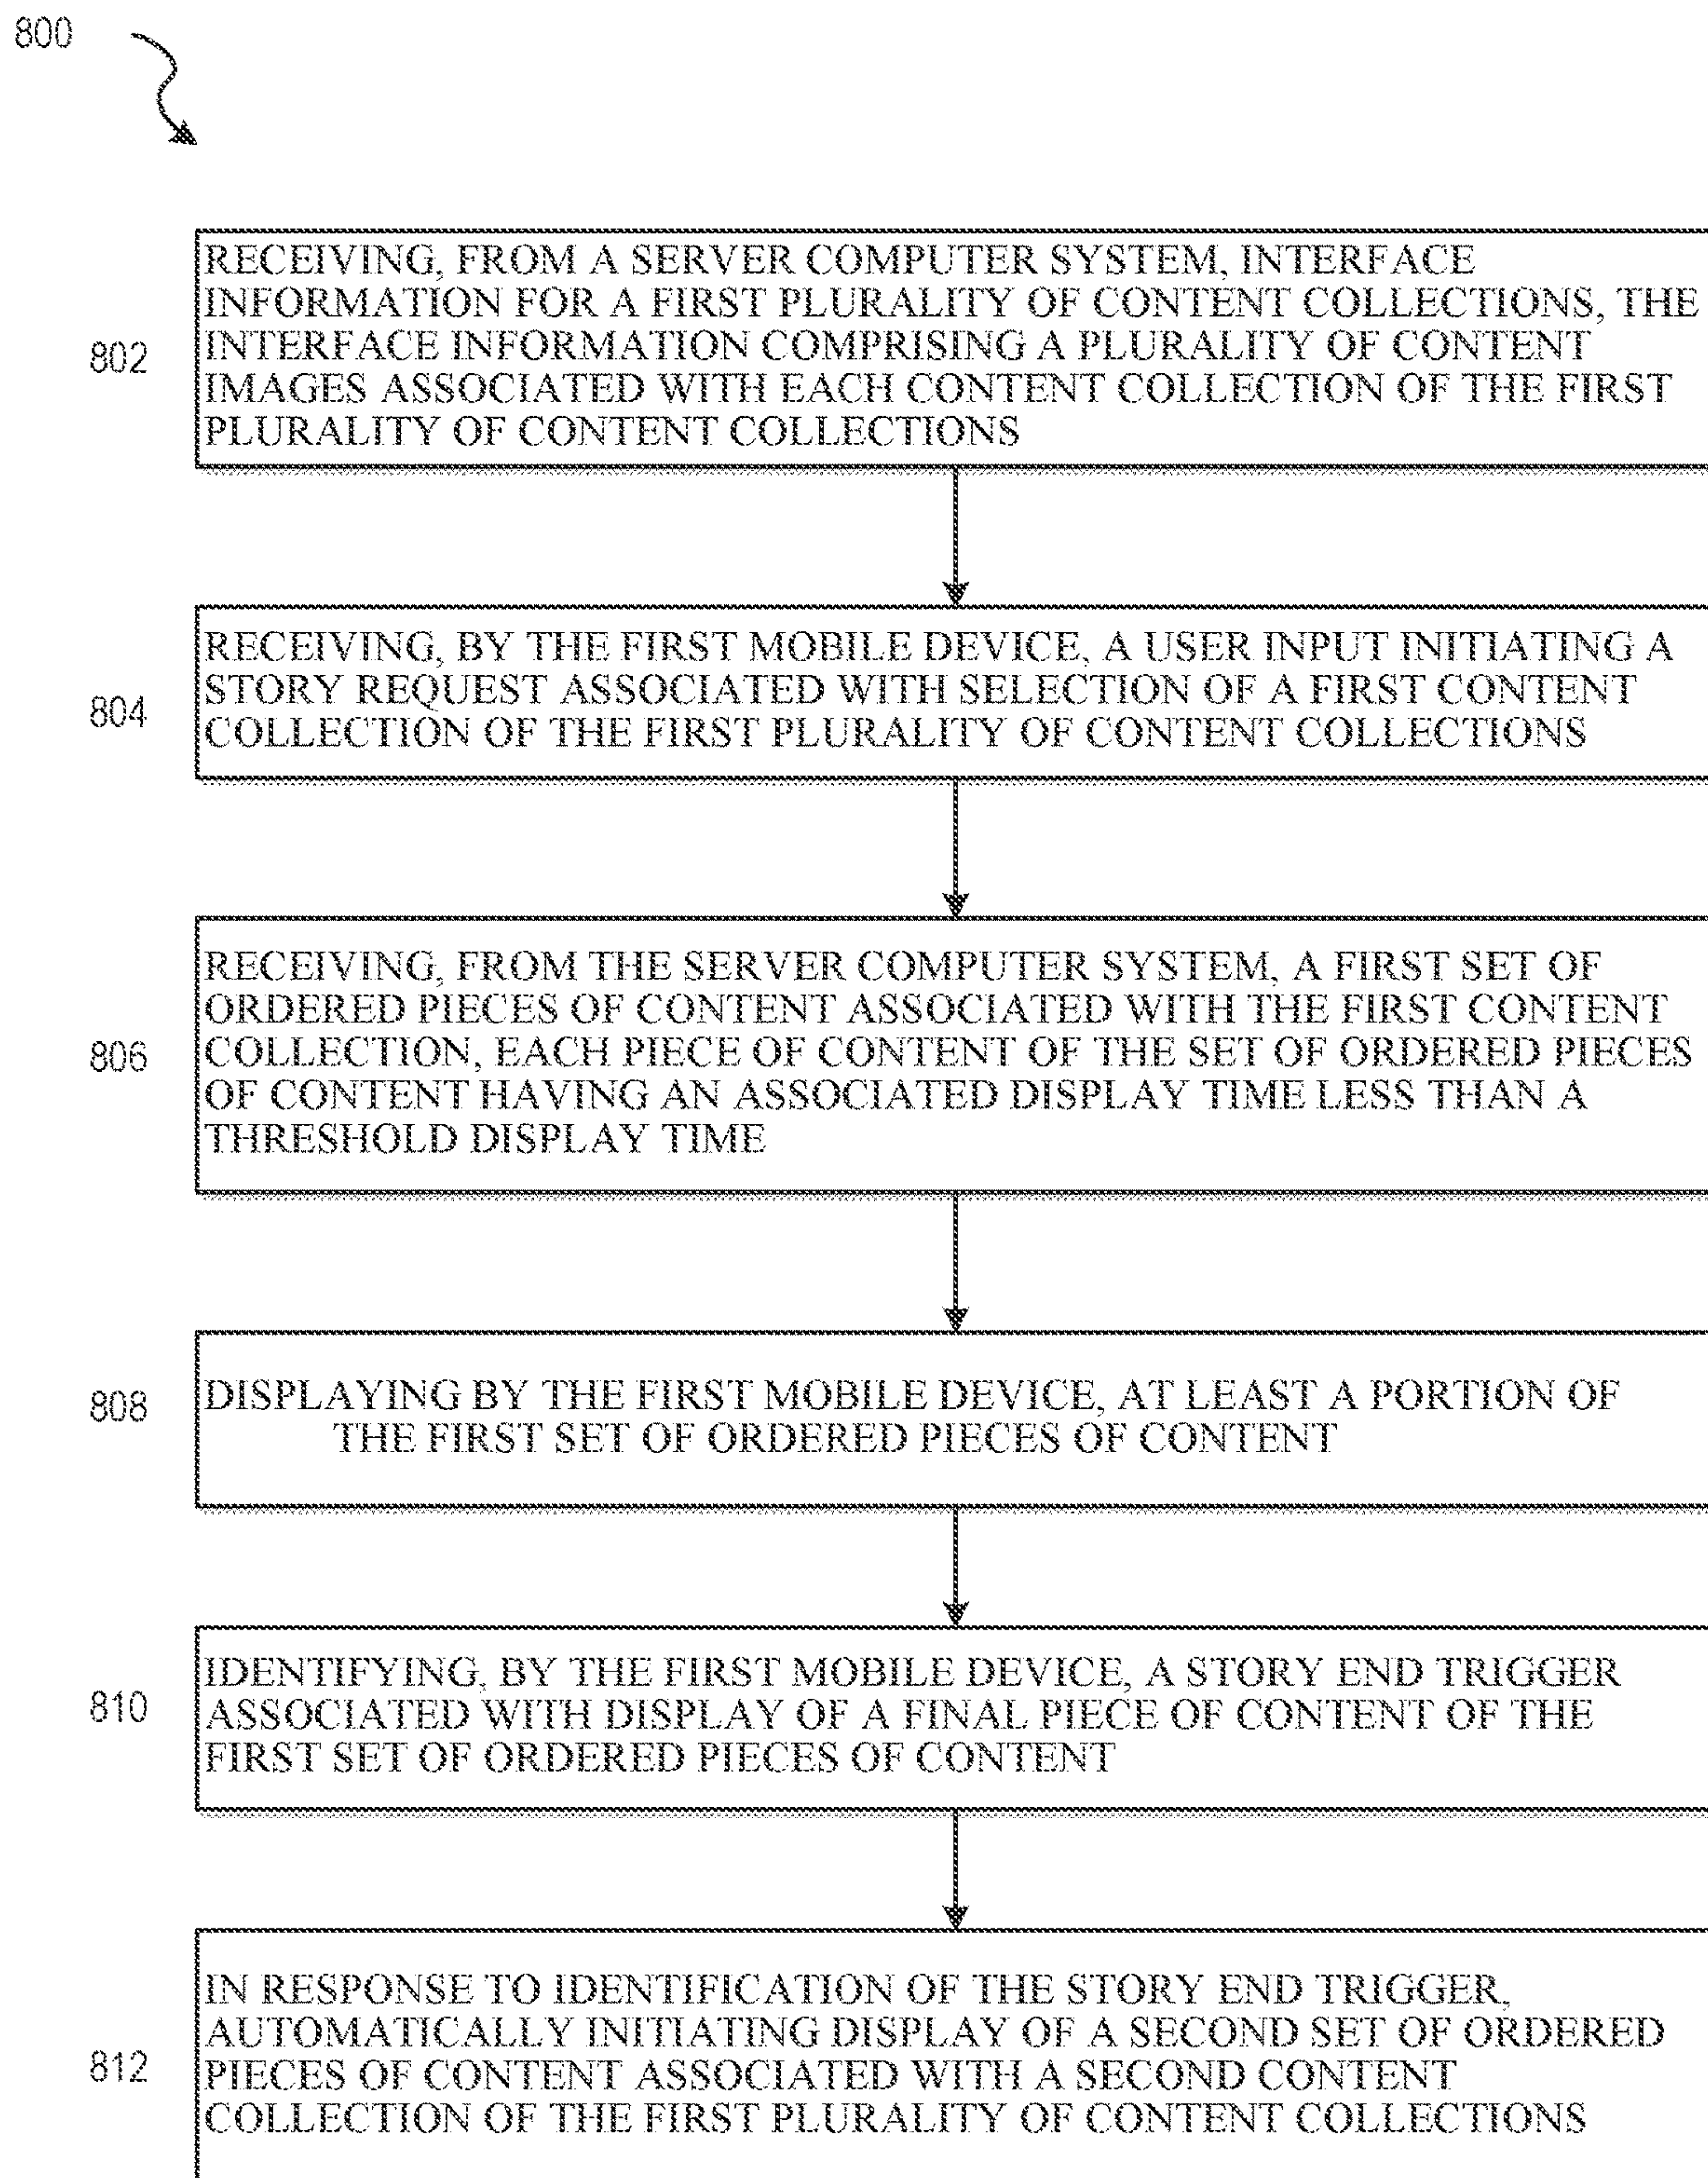 800
802
RECEIVING, FROM A SERVER COMPUTER SYSTEM, INTERFACE
INFORMATION FOR A FIRST PLURALITY OF CONTENT COLLECTIONS, THE
INTERFACE INFORMATION COMPRISING A PLURALITY OF CONTENT
IMAGES ASSOCIATED WITH EACH CONTENT COLLECTION OF THE FIRST
PLURALITY OF CONTENT COLLECTIONS
804
RECEIVING, BY THE FIRST MOBILE DEVICE, A USER INPUT INITIATING A
STORY REQUEST ASSOCIATED WITH SELECTION OF A FIRST CONTENT
COLLECTION OF THE FIRST PLURALITY OF CONTENT COLLECTIONS
806
RECEIVING, FROM THE SERVER COMPUTER SYSTEM, A FIRST SET OF
ORDERED PIECES OF CONTENT ASSOCIATED WITH THE FIRST CONTENT
COLLECTION, EACH PIECE OF CONTENT OF THE SET OF ORDERED PIECES
OF CONTENT HAVING AN ASSOCIATED DISPLAY TIME LESS THAN A
THRESHOLD DISPLAY TIME
808
DISPLAYING BY THE FIRST MOBILE DEVICE, AT LEAST A PORTION OF
THE FIRST SET OF ORDERED PIECES OF CONTENT
810
IDENTIFYING, BY THE FIRST MOBILE DEVICE, A STORY END TRIGGER
ASSOCIATED WITH DISPLAY OF A FINAL PIECE OF CONTENT OF THE
FIRST SET OF ORDERED PIECES OF CONTENT
812
IN RESPONSE TO IDENTIFICATION OF THE STORY END TRIGGER,
AUTOMATICALLY INITIATING DISPLAY OF A SECOND SET OF ORDERED
PIECES OF CONTENT ASSOCIATED WITH A SECOND CONTENT
COLLECTION OF THE FIRST PLURALITY OF CONTENT COLLECTIONS